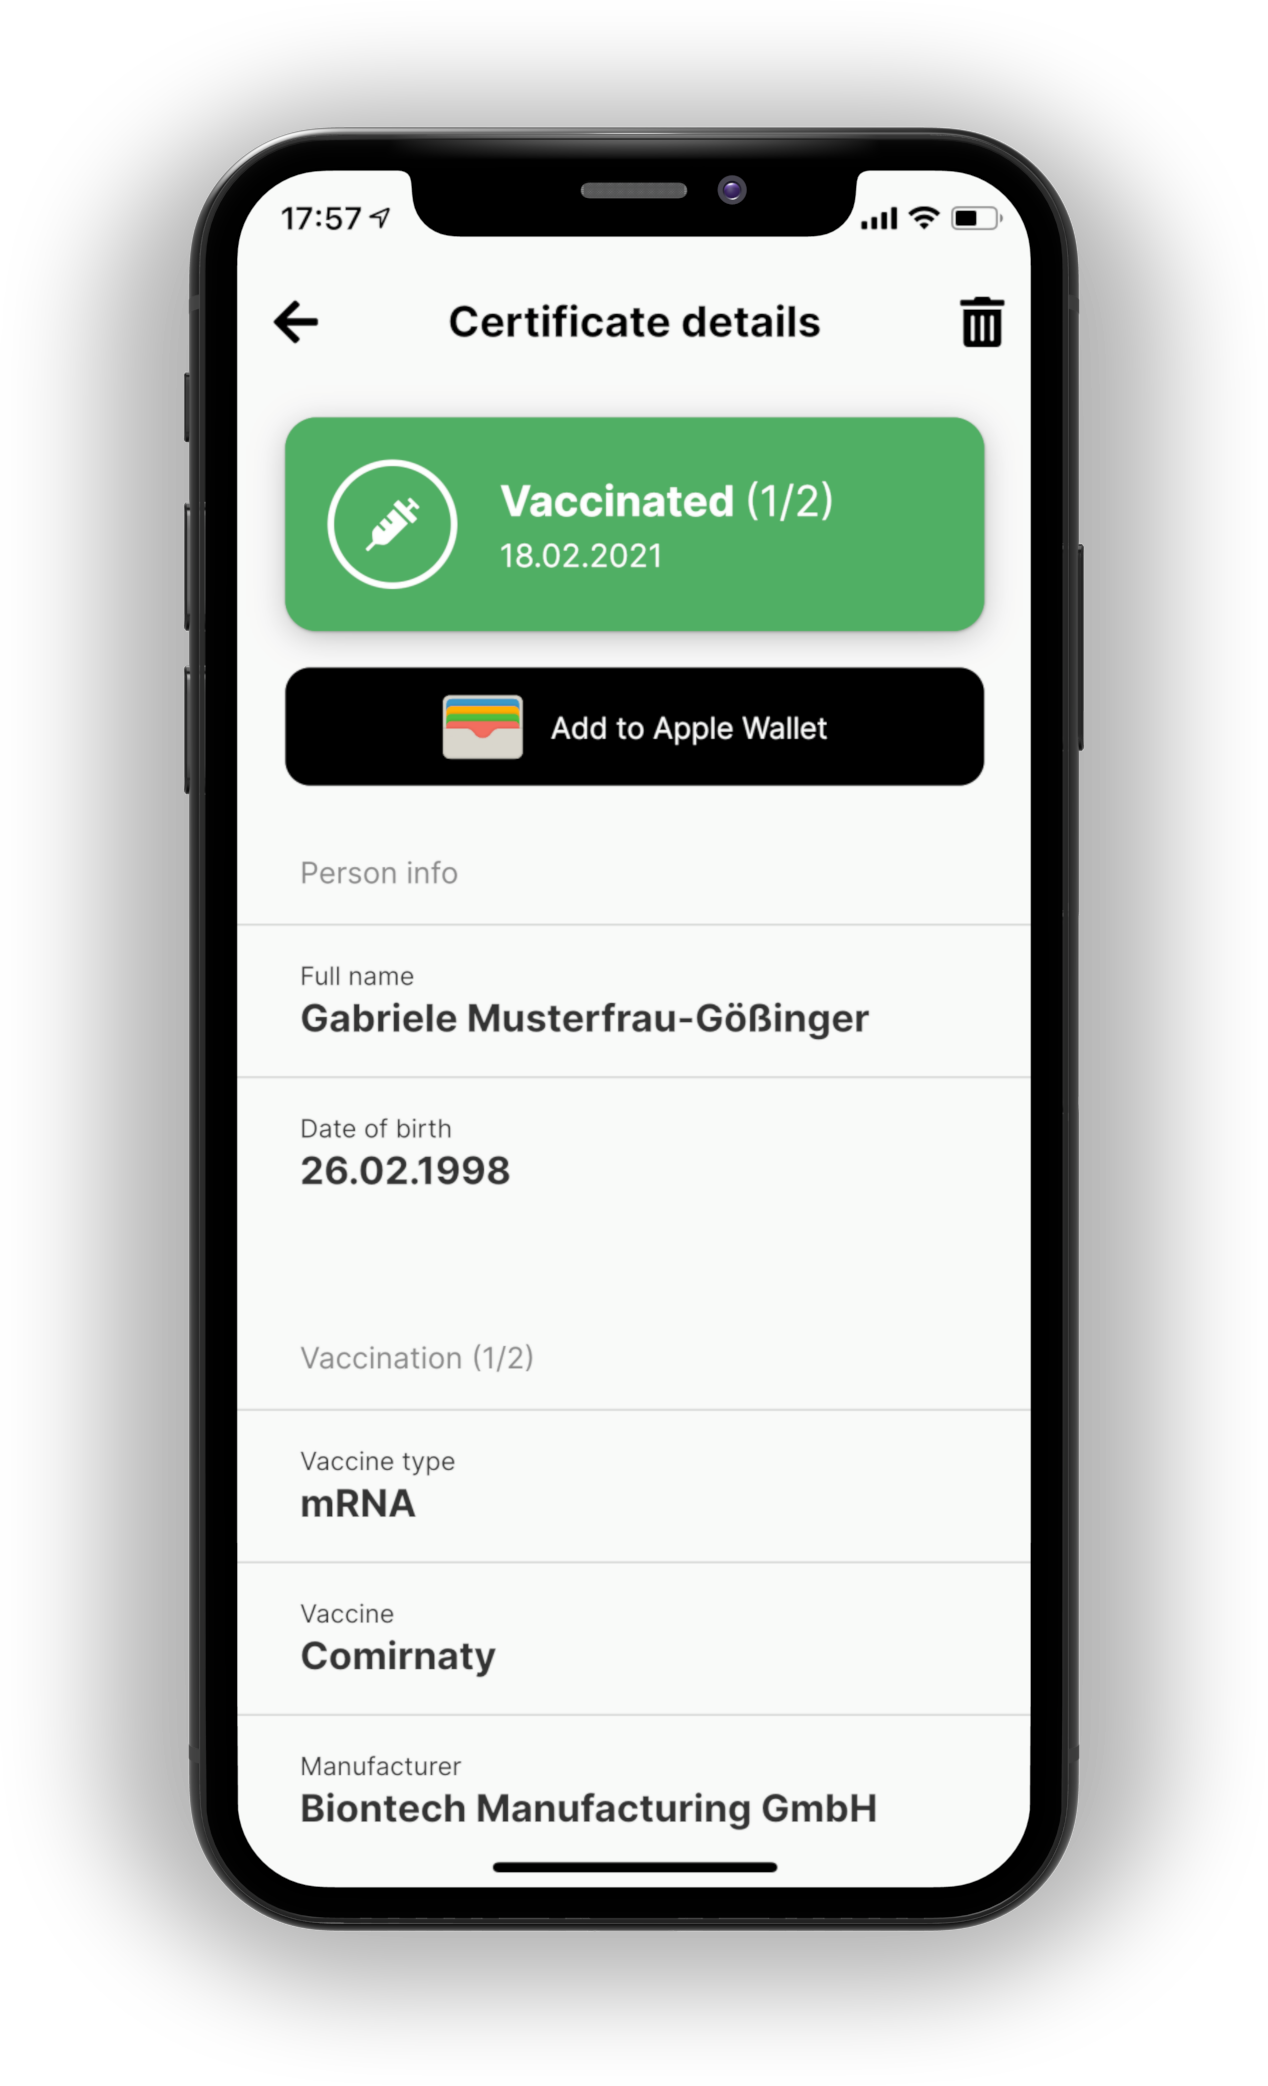 17:57
Certificate details
Vaccinated (1/2)
18.02.2021
Add to Apple Wallet
Person info
Full name
Gabriele Musterfrau-Gößinger
Date of birth
26.02.1998
Vaccination (1/2)
Vaccine type
mRNA
Vaccine
Comirnaty
Manufacturer
Biontech Manufacturing GmbH